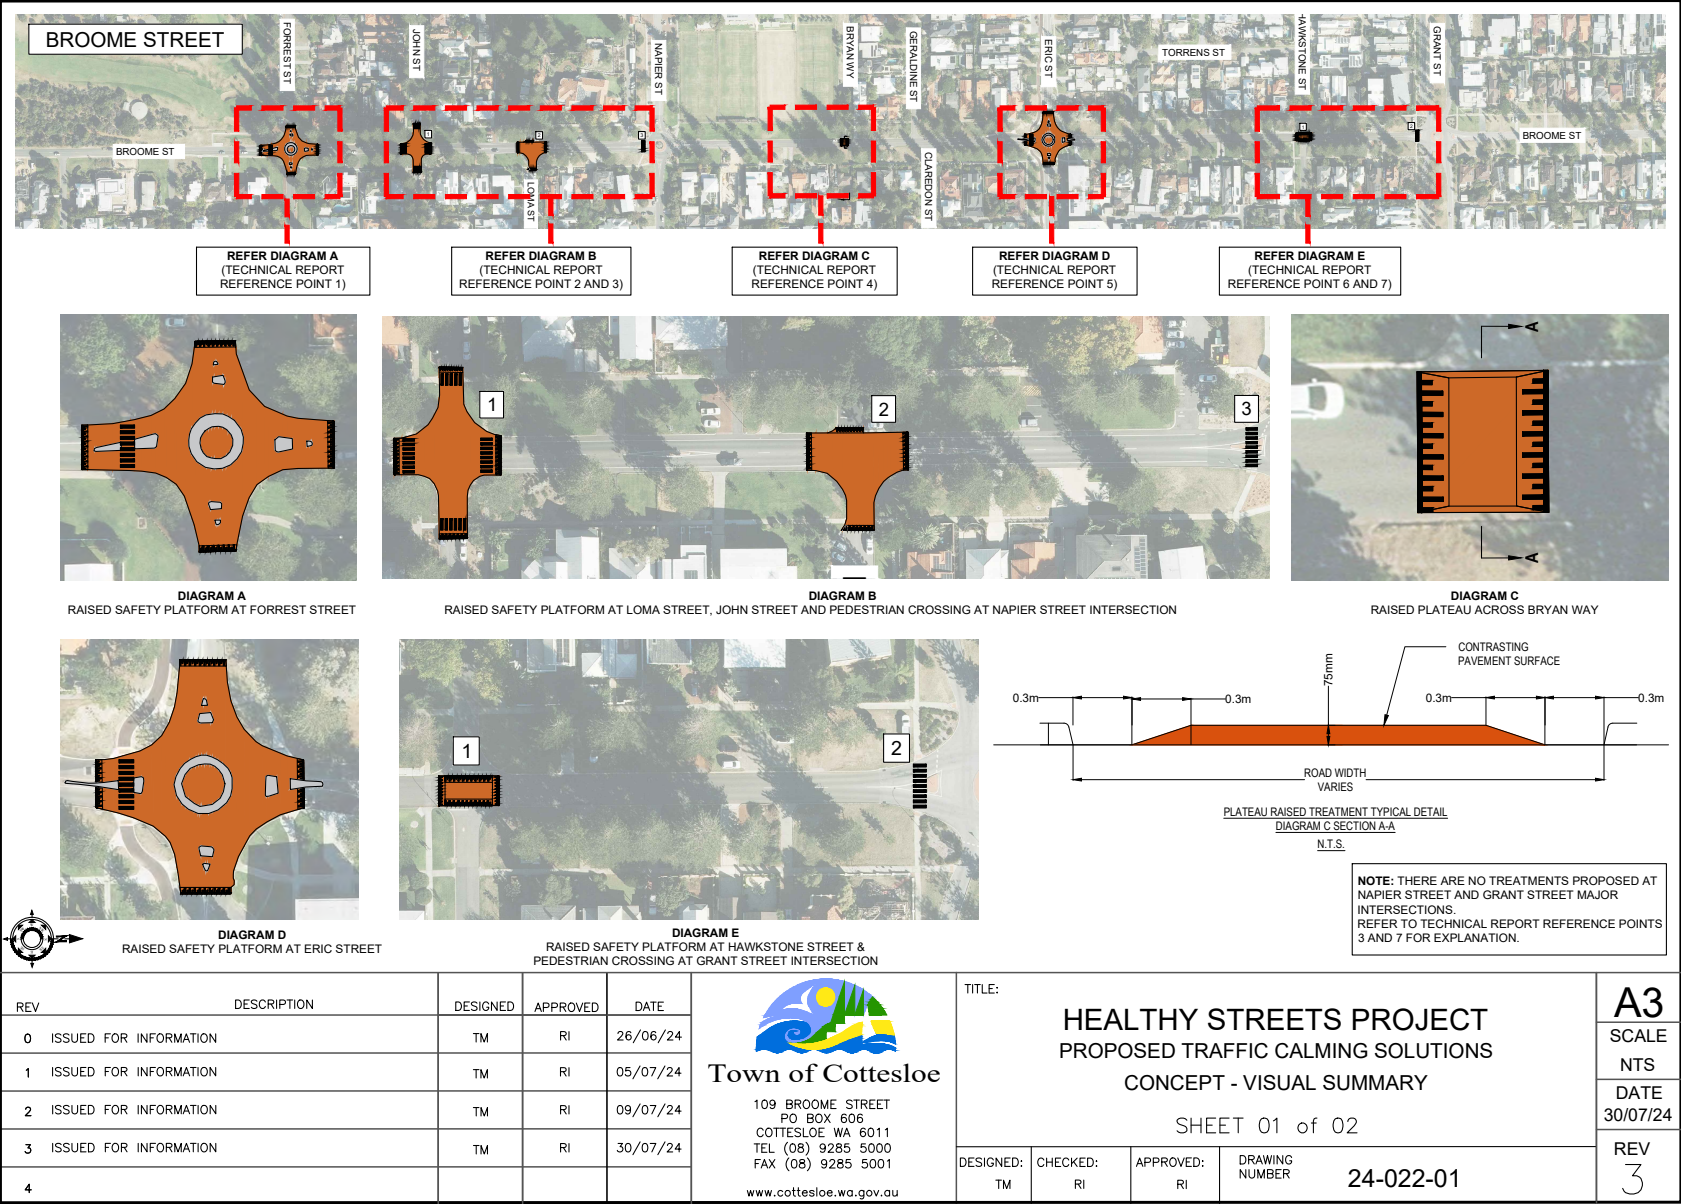 BROOME STREET
FORREST ST
JOHN ST
NAPIER ST
BRYAN WY
GERALDINE ST
ERIC ST
TORRENS ST
HAWKSTONE ST
GRANT ST
BROOME ST
1
2
3
1
2
BROOME ST
LOMA ST
CLAREDON ST
REFER DIAGRAM A
(TECHNICAL REPORT
REFERENCE POINT 1)
REFER DIAGRAM B
(TECHNICAL REPORT
REFERENCE POINT 2 AND 3)
REFER DIAGRAM C
(TECHNICAL REPORT
REFERENCE POINT 4)
REFER DIAGRAM D
(TECHNICAL REPORT
REFERENCE POINT 5)
REFER DIAGRAM E
(TECHNICAL REPORT
REFERENCE POINT 6 AND 7)
1
2
3
A
A
DIAGRAM A
RAISED SAFETY PLATFORM AT FORREST STREET
DIAGRAM B
RAISED SAFETY PLATFORM AT LOMA STREET, JOHN STREET AND PEDESTRIAN CROSSING AT NAPIER STREET INTERSECTION
DIAGRAM C
RAISED PLATEAU ACROSS BRYAN WAY
1
2
CONTRASTING
PAVEMENT SURFACE
75mm
0.3m
0.3m
0.3m
0.3m
ROAD WIDTH
VARIES
PLATEAU RAISED TREATMENT TYPICAL DETAIL
DIAGRAM C SECTION A-A
N.T.S.
NOTE: THERE ARE NO TREATMENTS PROPOSED AT
NAPIER STREET AND GRANT STREET MAJOR
INTERSECTIONS.
REFER TO TECHNICAL REPORT REFERENCE POINTS
3 AND 7 FOR EXPLANATION.
N
DIAGRAM D
RAISED SAFETY PLATFORM AT ERIC STREET
DIAGRAM E
RAISED SAFETY PLATFORM AT HAWKSTONE STREET &
PEDESTRIAN CROSSING AT GRANT STREET INTERSECTION
REV DESCRIPTION DESIGNED APPROVED DATE
0 ISSUED FOR INFORMATION TM RI 26/06/24
1 ISSUED FOR INFORMATION TM RI 05/07/24
2 ISSUED FOR INFORMATION TM RI 09/07/24
3 ISSUED FOR INFORMATION TM RI 30/07/24
4
Town of Cottesloe
109 BROOME STREET
PO BOX 606
COTTESLOE WA 6011
TEL (08) 9285 5000
FAX (08) 9285 5001
www.cottesloe.wa.gov.au
TITLE:
HEALTHY STREETS PROJECT
PROPOSED TRAFFIC CALMING SOLUTIONS
CONCEPT - VISUAL SUMMARY
SHEET 01 of 02
DESIGNED: TM
CHECKED: RI
APPROVED: RI
DRAWING
NUMBER
24-022-01
A3
SCALE
NTS
DATE
30/07/24
REV
3